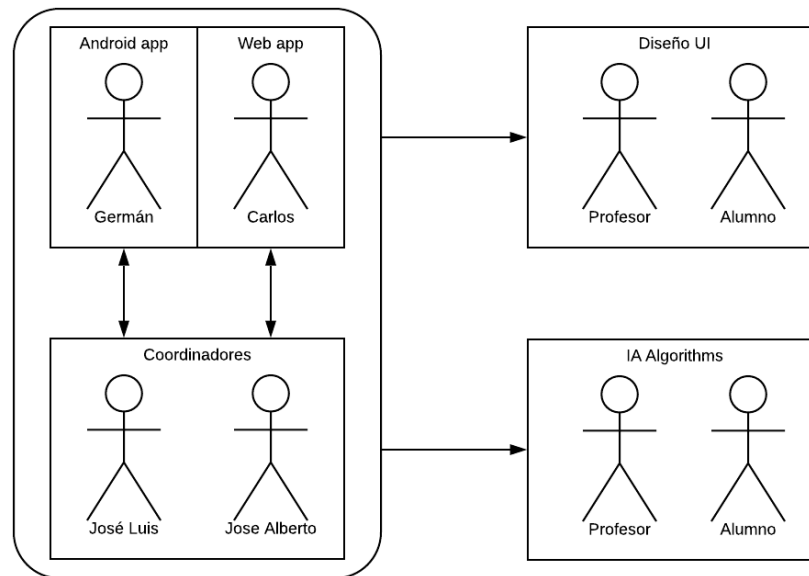 Android app
Web app
Germán
Carlos
Coordinadores
José Luis
Jose Alberto
Diseño UI
Profesor
Alumno
IA Algorithms
Profesor
Alumno